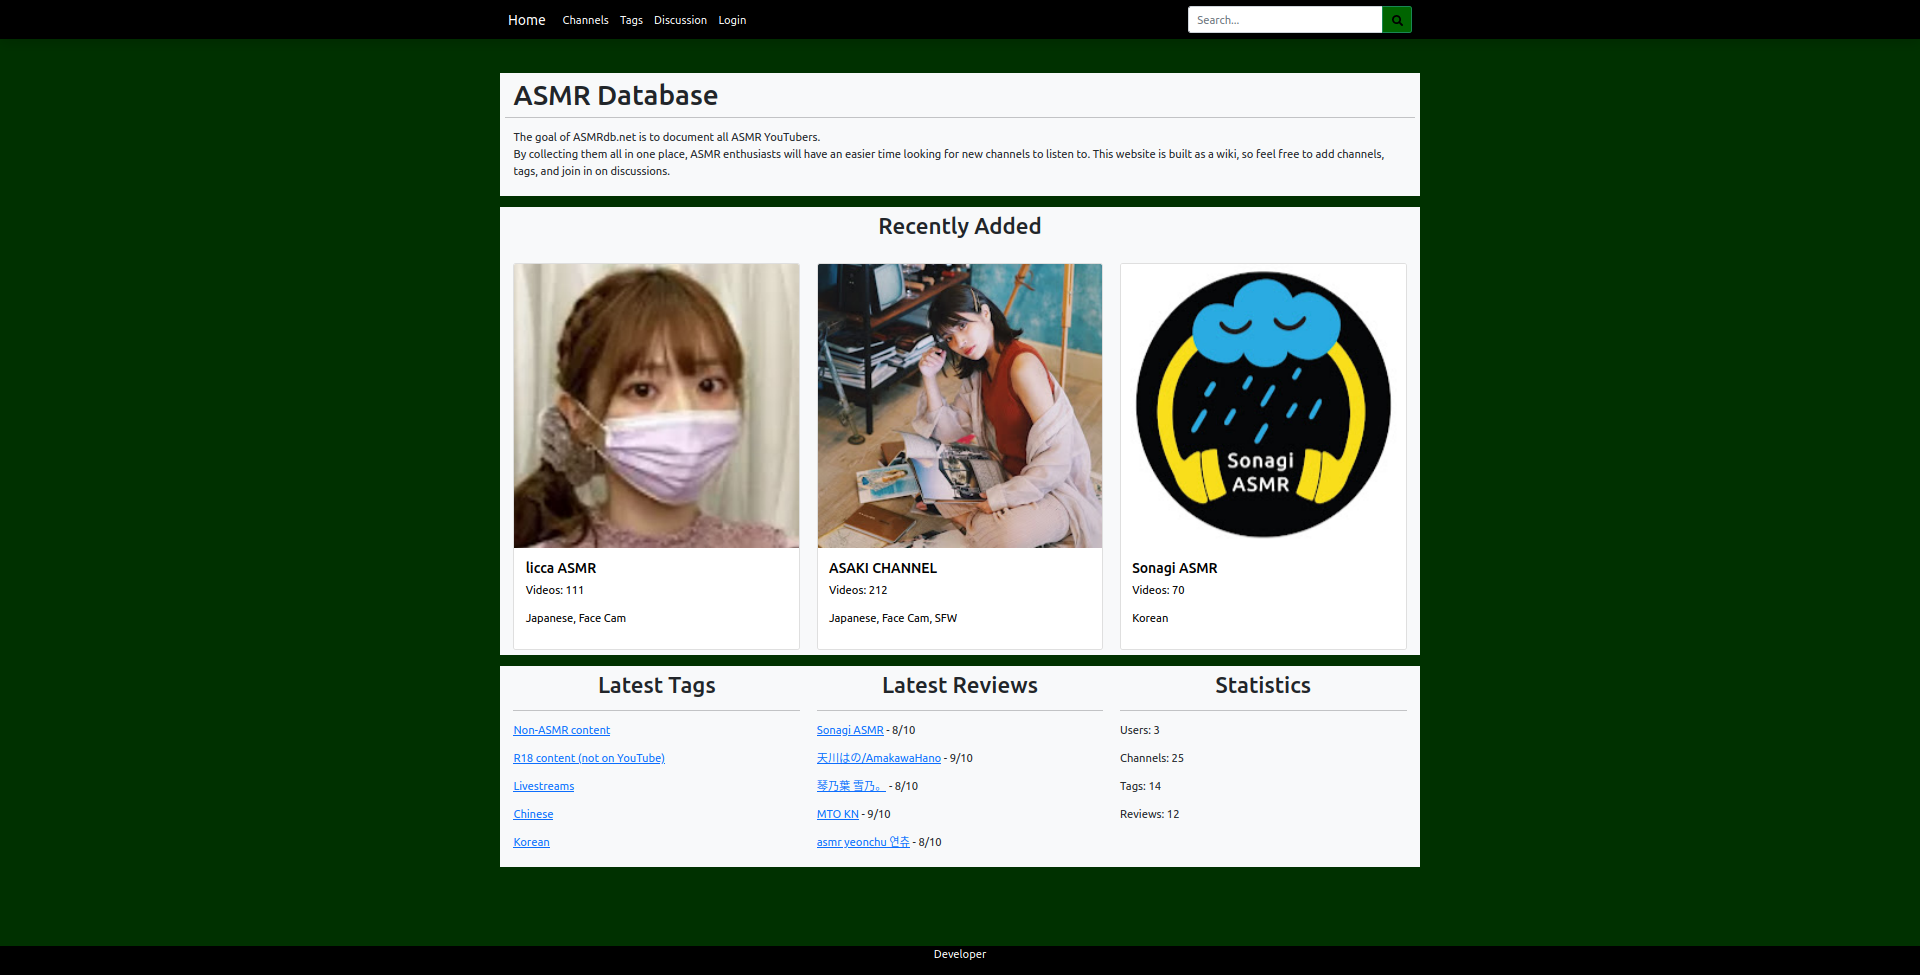 Home Channels Tags Discussion Login Search...
ASMR Database
The goal of ASMRdb.net is to document all ASMR YouTubers.
By collecting them all in one place, ASMR enthusiasts will have an easier time looking for new channels to listen to. This website is built as a wiki, so feel free to add channels,
tags, and join in on discussions.
Recently Added
Sonagi
ASMR
licca ASMR
Videos: 111
Japanese, Face Cam
ASAKI CHANNEL
Videos: 212
Japanese, Face Cam, SFW
Sonagi ASMR
Videos: 70
Korean
Latest Tags
Non-ASMR content
R18 content (not on YouTube)
Livestreams
Chinese
Korean
Latest Reviews
Sonagi ASMR - 8/10
天川はの/AmakawaHano - 9/10
琴乃葉 雪乃。 - 8/10
MTO KN - 9/10
asmr yeonchu 연츄 - 8/10
Statistics
Users: 3
Channels: 25
Tags: 14
Reviews: 12
Developer